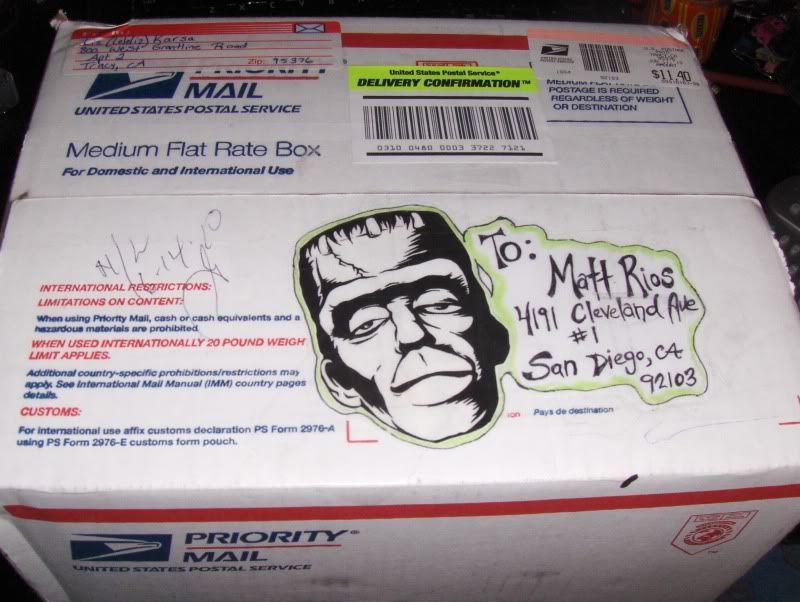 Liz (Leloliz) Karsa
800 West Grantline Road
Apt 2
Tracy, CA
Zip: 95376
PRIORITY
MAIL
UNITED STATES POSTAL SERVICE
Medium Flat Rate Box
For Domestic and International Use
United States Postal Service®
DELIVERY CONFIRMATION™
0310 0480 0003 3722 7121
$11.40
POSTAGE IS REQUIRED
REGARDLESS OF WEIGHT
OR DESTINATION
INTERNATIONAL RESTRICTIONS:
LIMITATIONS ON CONTENT:
When using Priority Mail, cash or cash equivalents and a
hazardous materials are prohibited
WHEN USED INTERNATIONALLY 20 POUND WEIGH
LIMIT APPLIES.
Additional country-specific prohibitions/restrictions may
apply. See International Mail Manual (IMM) country pages
details.
CUSTOMS:
For international use affix customs declaration PS Form 2976-A
using PS Form 2976-E customs form pouch.
To:
Matt Rios
4191 Cleveland Ave
#1
San Diego, CA
92103
ion Pays de destination
PRIORITY®
MAIL
UNITED STATES POSTAL SERVICE